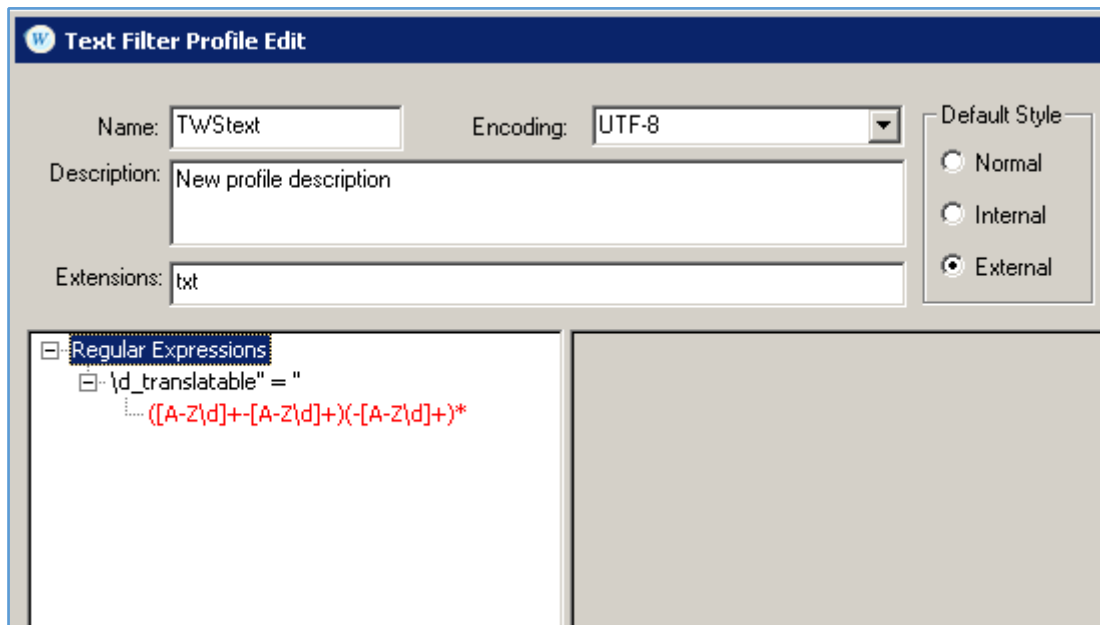 W Text Filter Profile Edit
Name: TWStext Encoding: UTF-8 Default Style
Description: New profile description Normal
Internal
Extensions: txt External
Regular Expressions
\d_translatable" = "
([A-Z\d]+-[A-Z\d]+)(-[A-Z\d]+)*